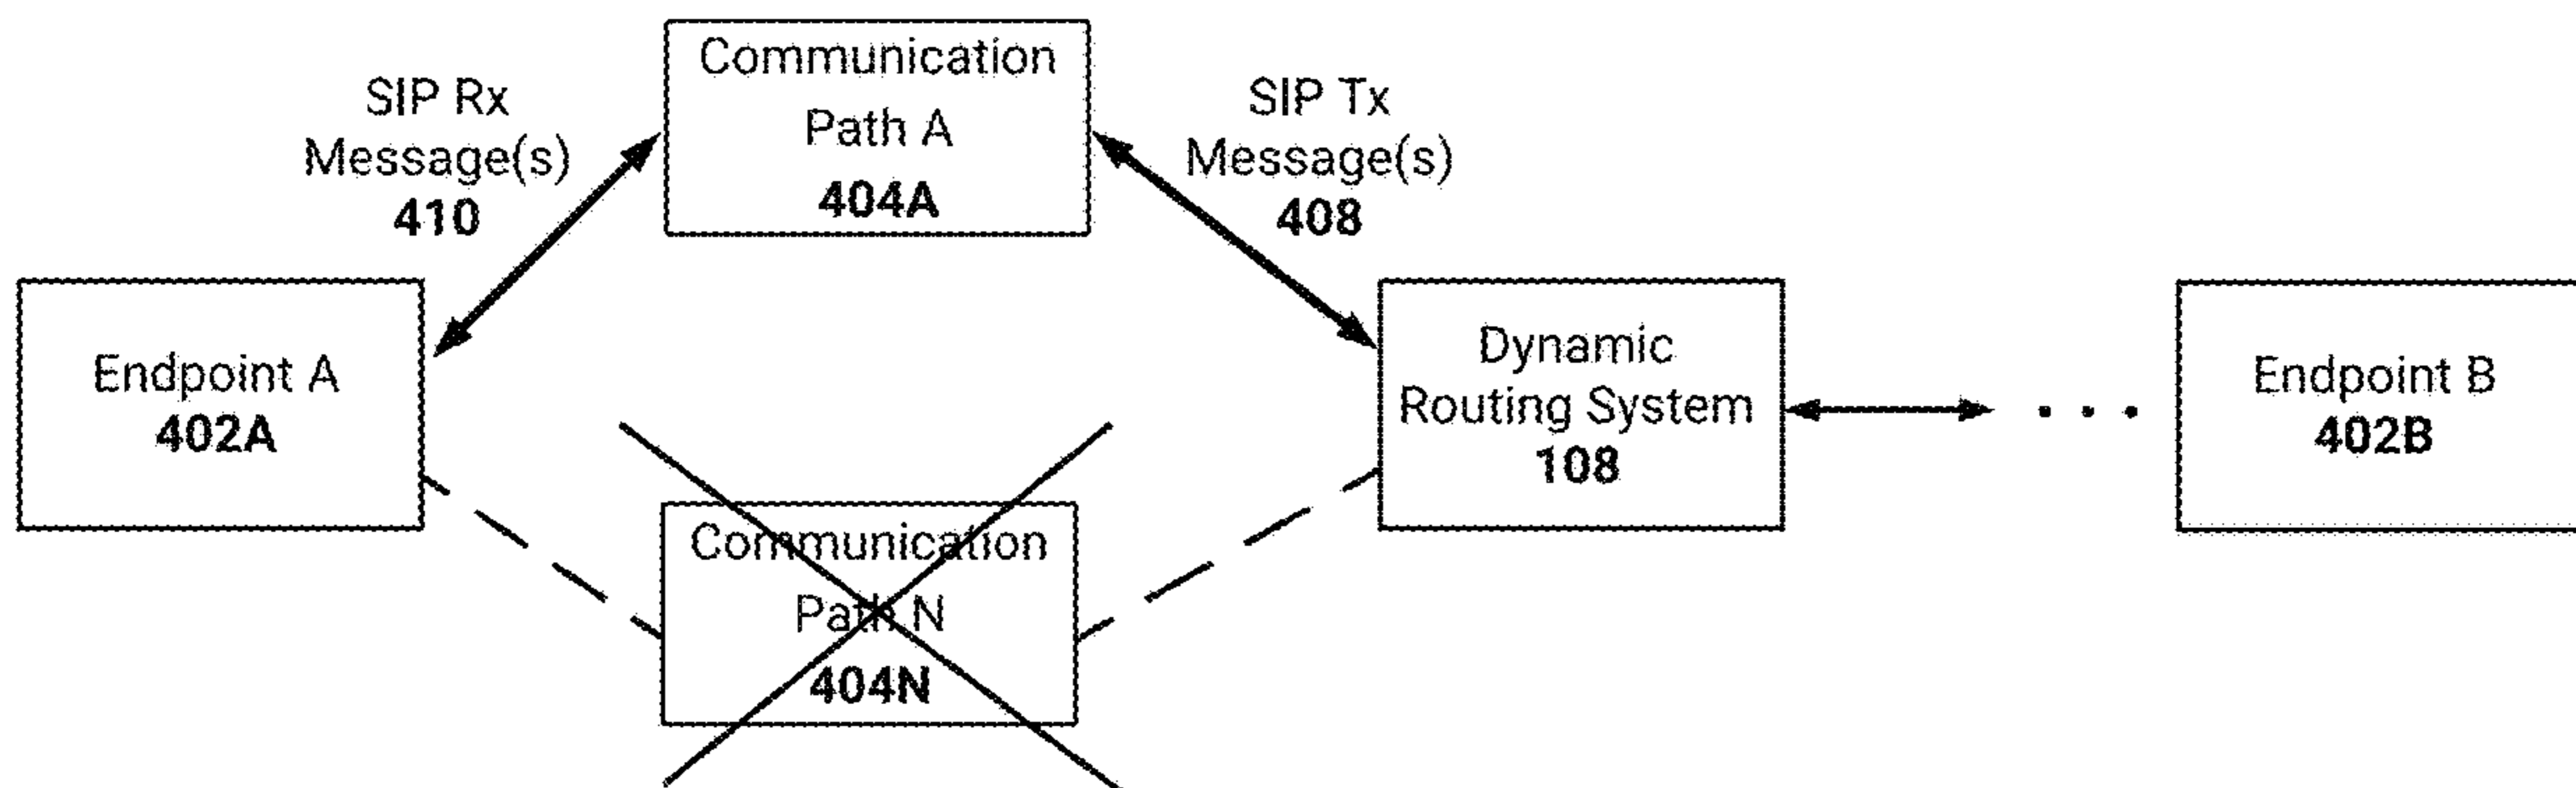 Communication
Path A
404A
SIP Rx
Message(s)
410
SIP Tx
Message(s)
408
Endpoint A
402A
Dynamic
Routing System
108
. . .
Endpoint B
402B
Communication
Path N
404N